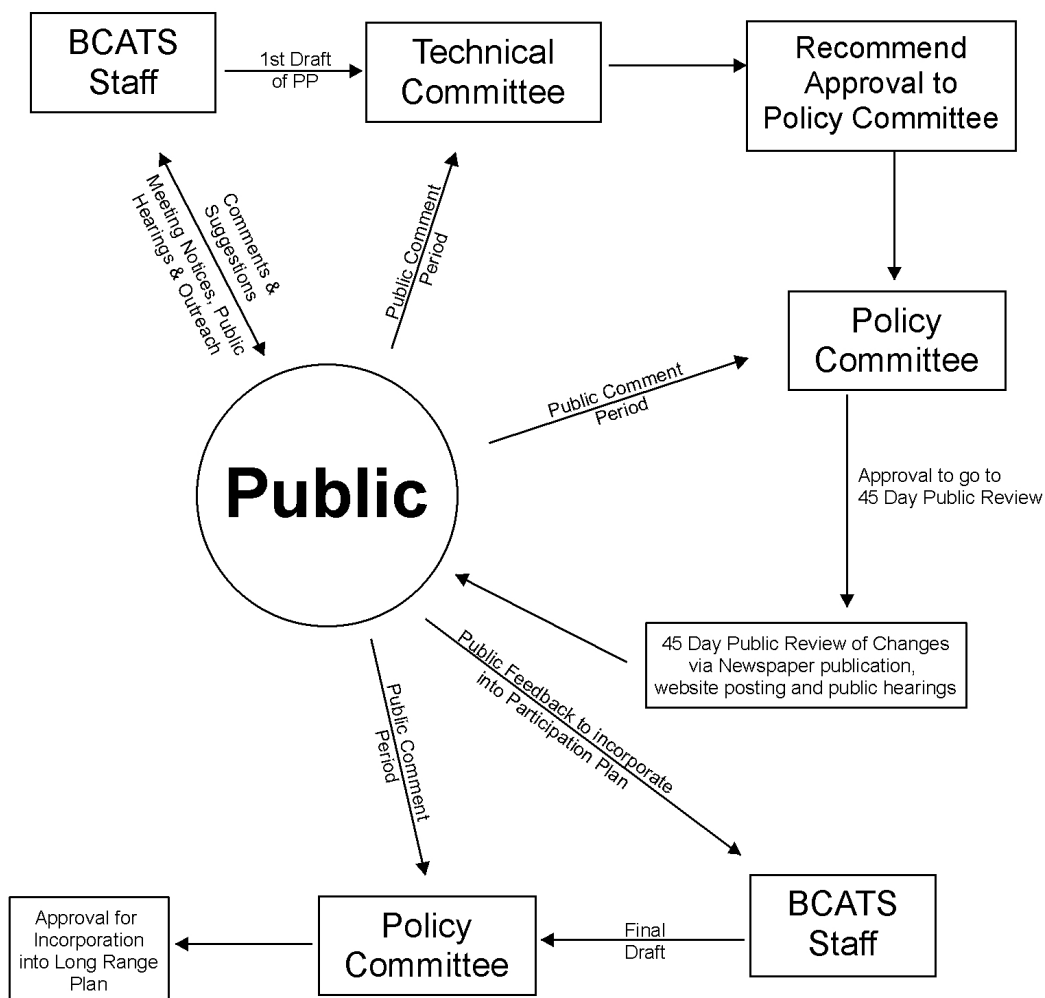 BCATS
Staff
1st Draft
of PP
Technical
Committee
Recommend
Approval to
Policy Committee
Comments &
Suggestions
Meeting Notices, Public
Hearings & Outreach
Public Comment
Period
Public Comment
Period
Policy
Committee
Public
Approval to go to
45 Day Public Review
45 Day Public Review of Changes
via Newspaper publication,
website posting and public hearings
Public Feedback to incorporate
into Participation Plan
Public Comment
Period
BCATS
Staff
Final
Draft
Policy
Committee
Approval for
Incorporation
into Long Range
Plan